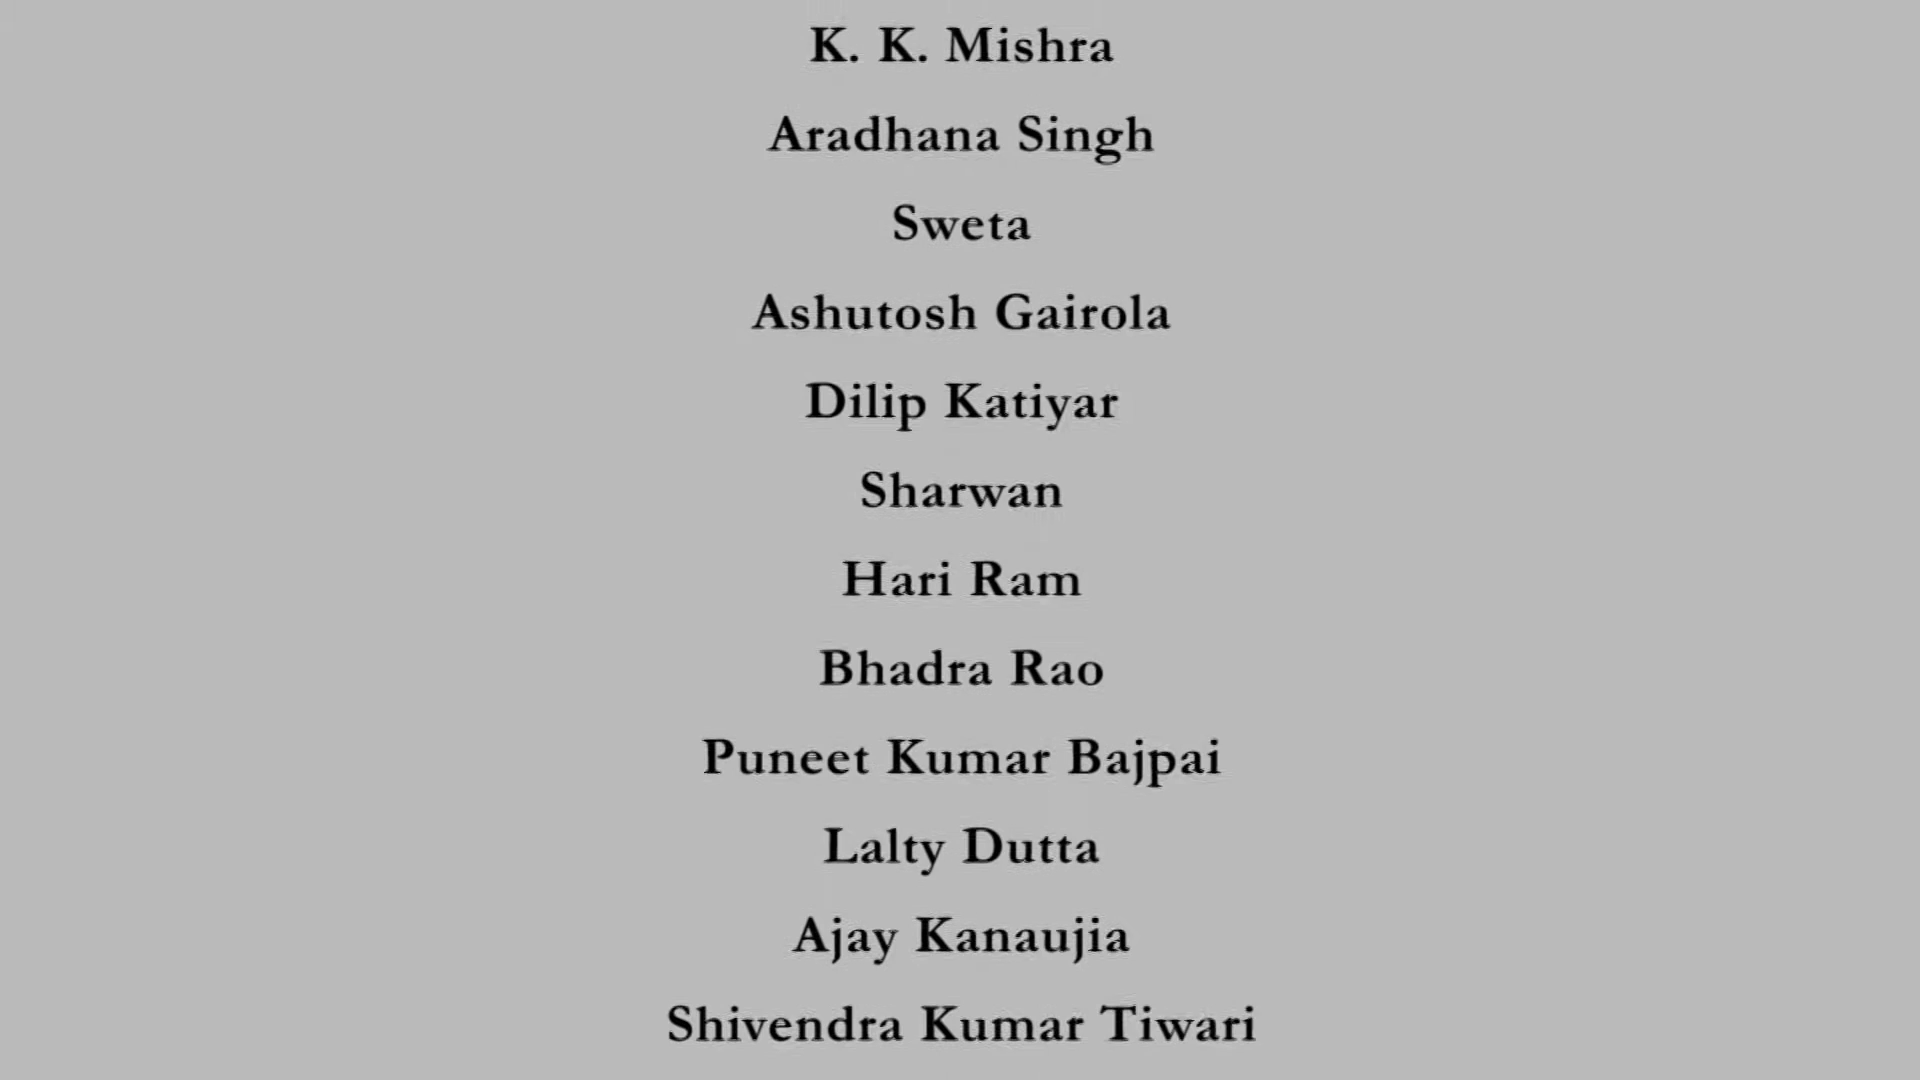 K. K. Mishra
Aradhana Singh
Sweta
Ashutosh Gairola
Dilip Katiyar
Sharwan
Hari Ram
Bhadra Rao
Puneet Kumar Bajpai
Lalty Dutta
Ajay Kanaujia
Shivendra Kumar Tiwari